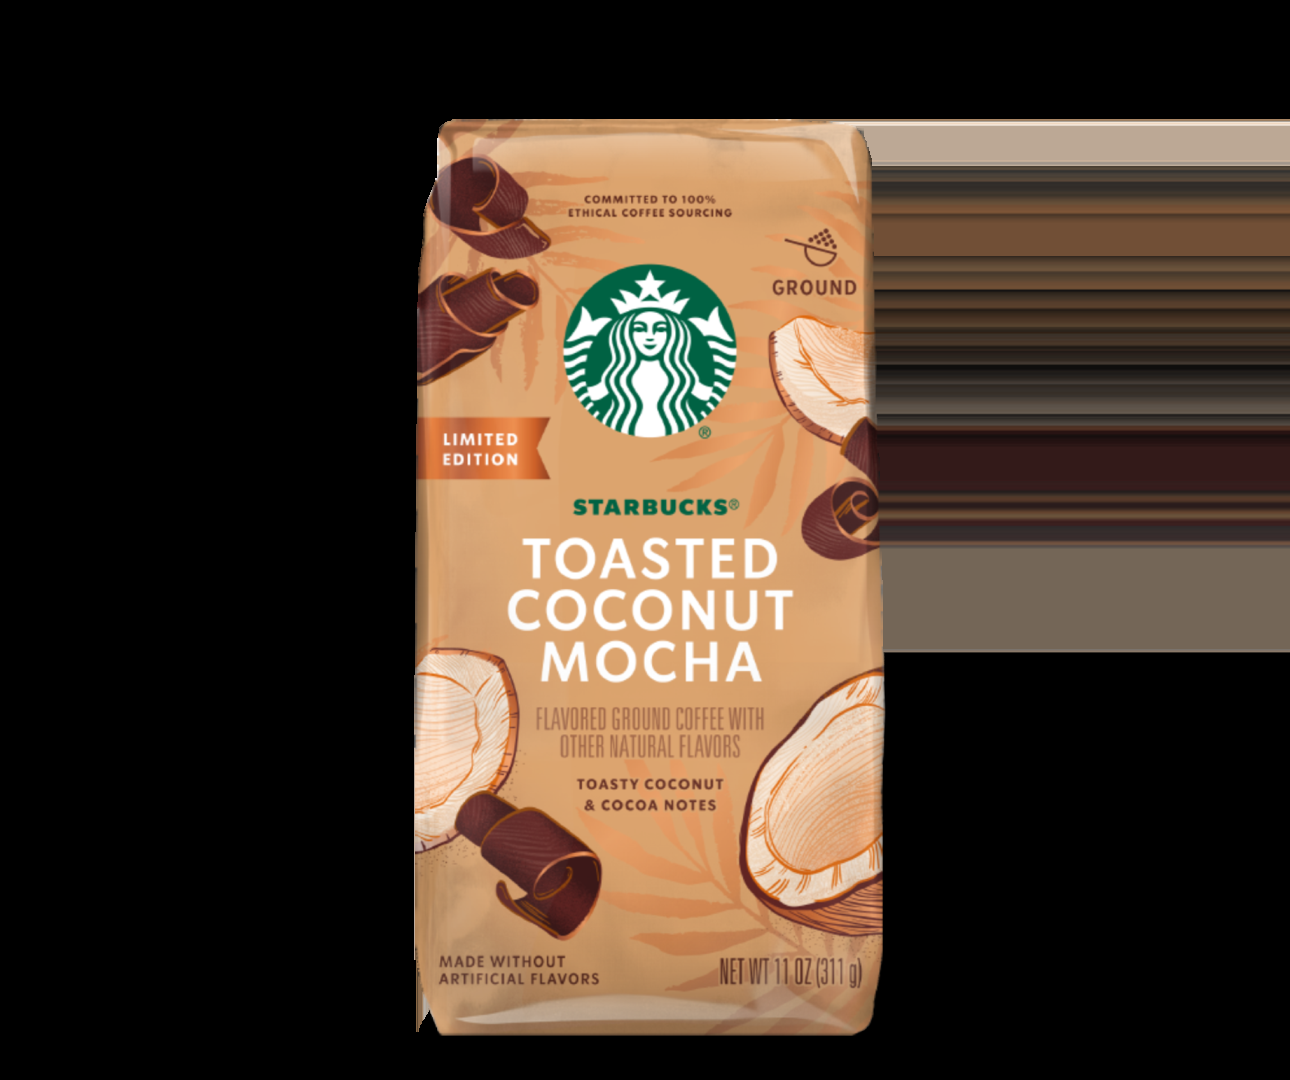 COMMITTED TO 100%
ETHICAL COFFEE SOURCING
GROUND
®
LIMITED
EDITION
STARBUCKS®
TOASTED
COCONUT
MOCHA
FLAVORED GROUND COFFEE WITH
OTHER NATURAL FLAVORS
TOASTY COCONUT
& COCOA NOTES
MADE WITHOUT
ARTIFICIAL FLAVORS
NET WT 11 OZ (311 g)